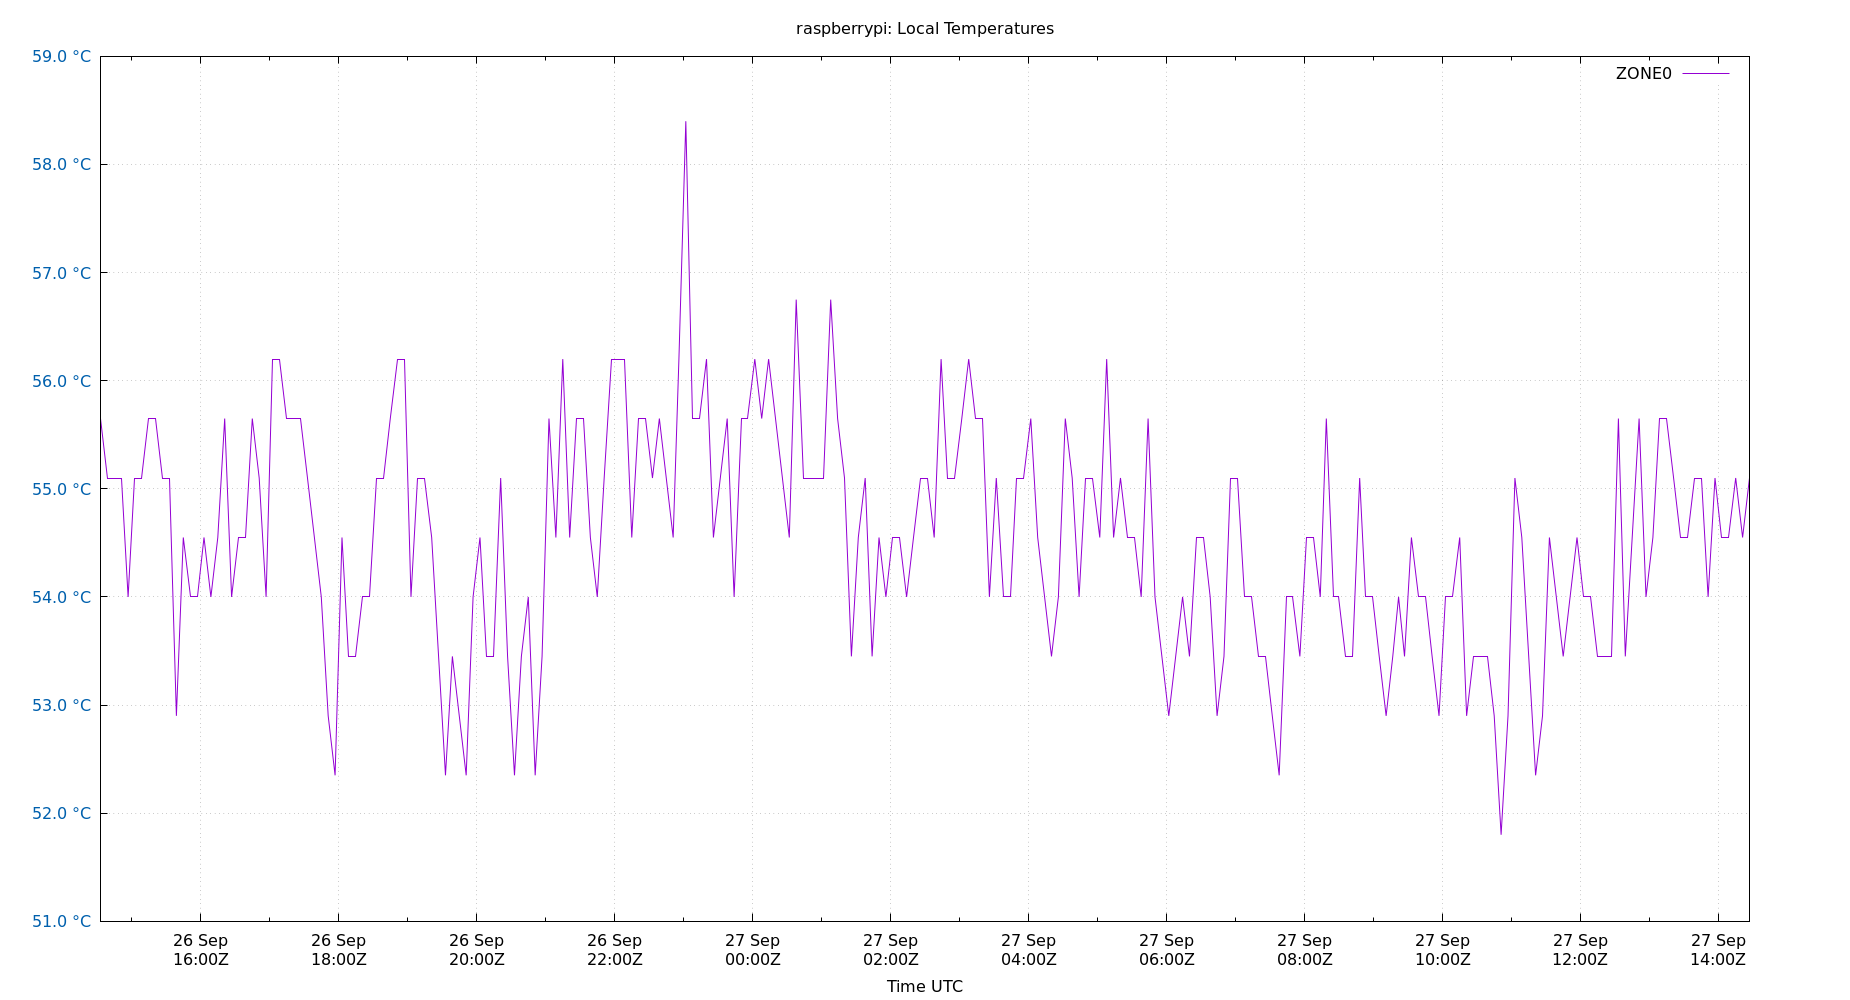 raspberrypi: Local Temperatures
59.0 °C
ZONE0
58.0 °C
57.0 °C
56.0 °C
55.0 °C
54.0 °C
53.0 °C
52.0 °C
51.0 °C
26 Sep 26 Sep 26 Sep 26 Sep 27 Sep 27 Sep 27 Sep 27 Sep 27 Sep 27 Sep 27 Sep 27 Sep
16:00Z 18:00Z 20:00Z 22:00Z 00:00Z 02:00Z 04:00Z 06:00Z 08:00Z 10:00Z 12:00Z 14:00Z
Time UTC